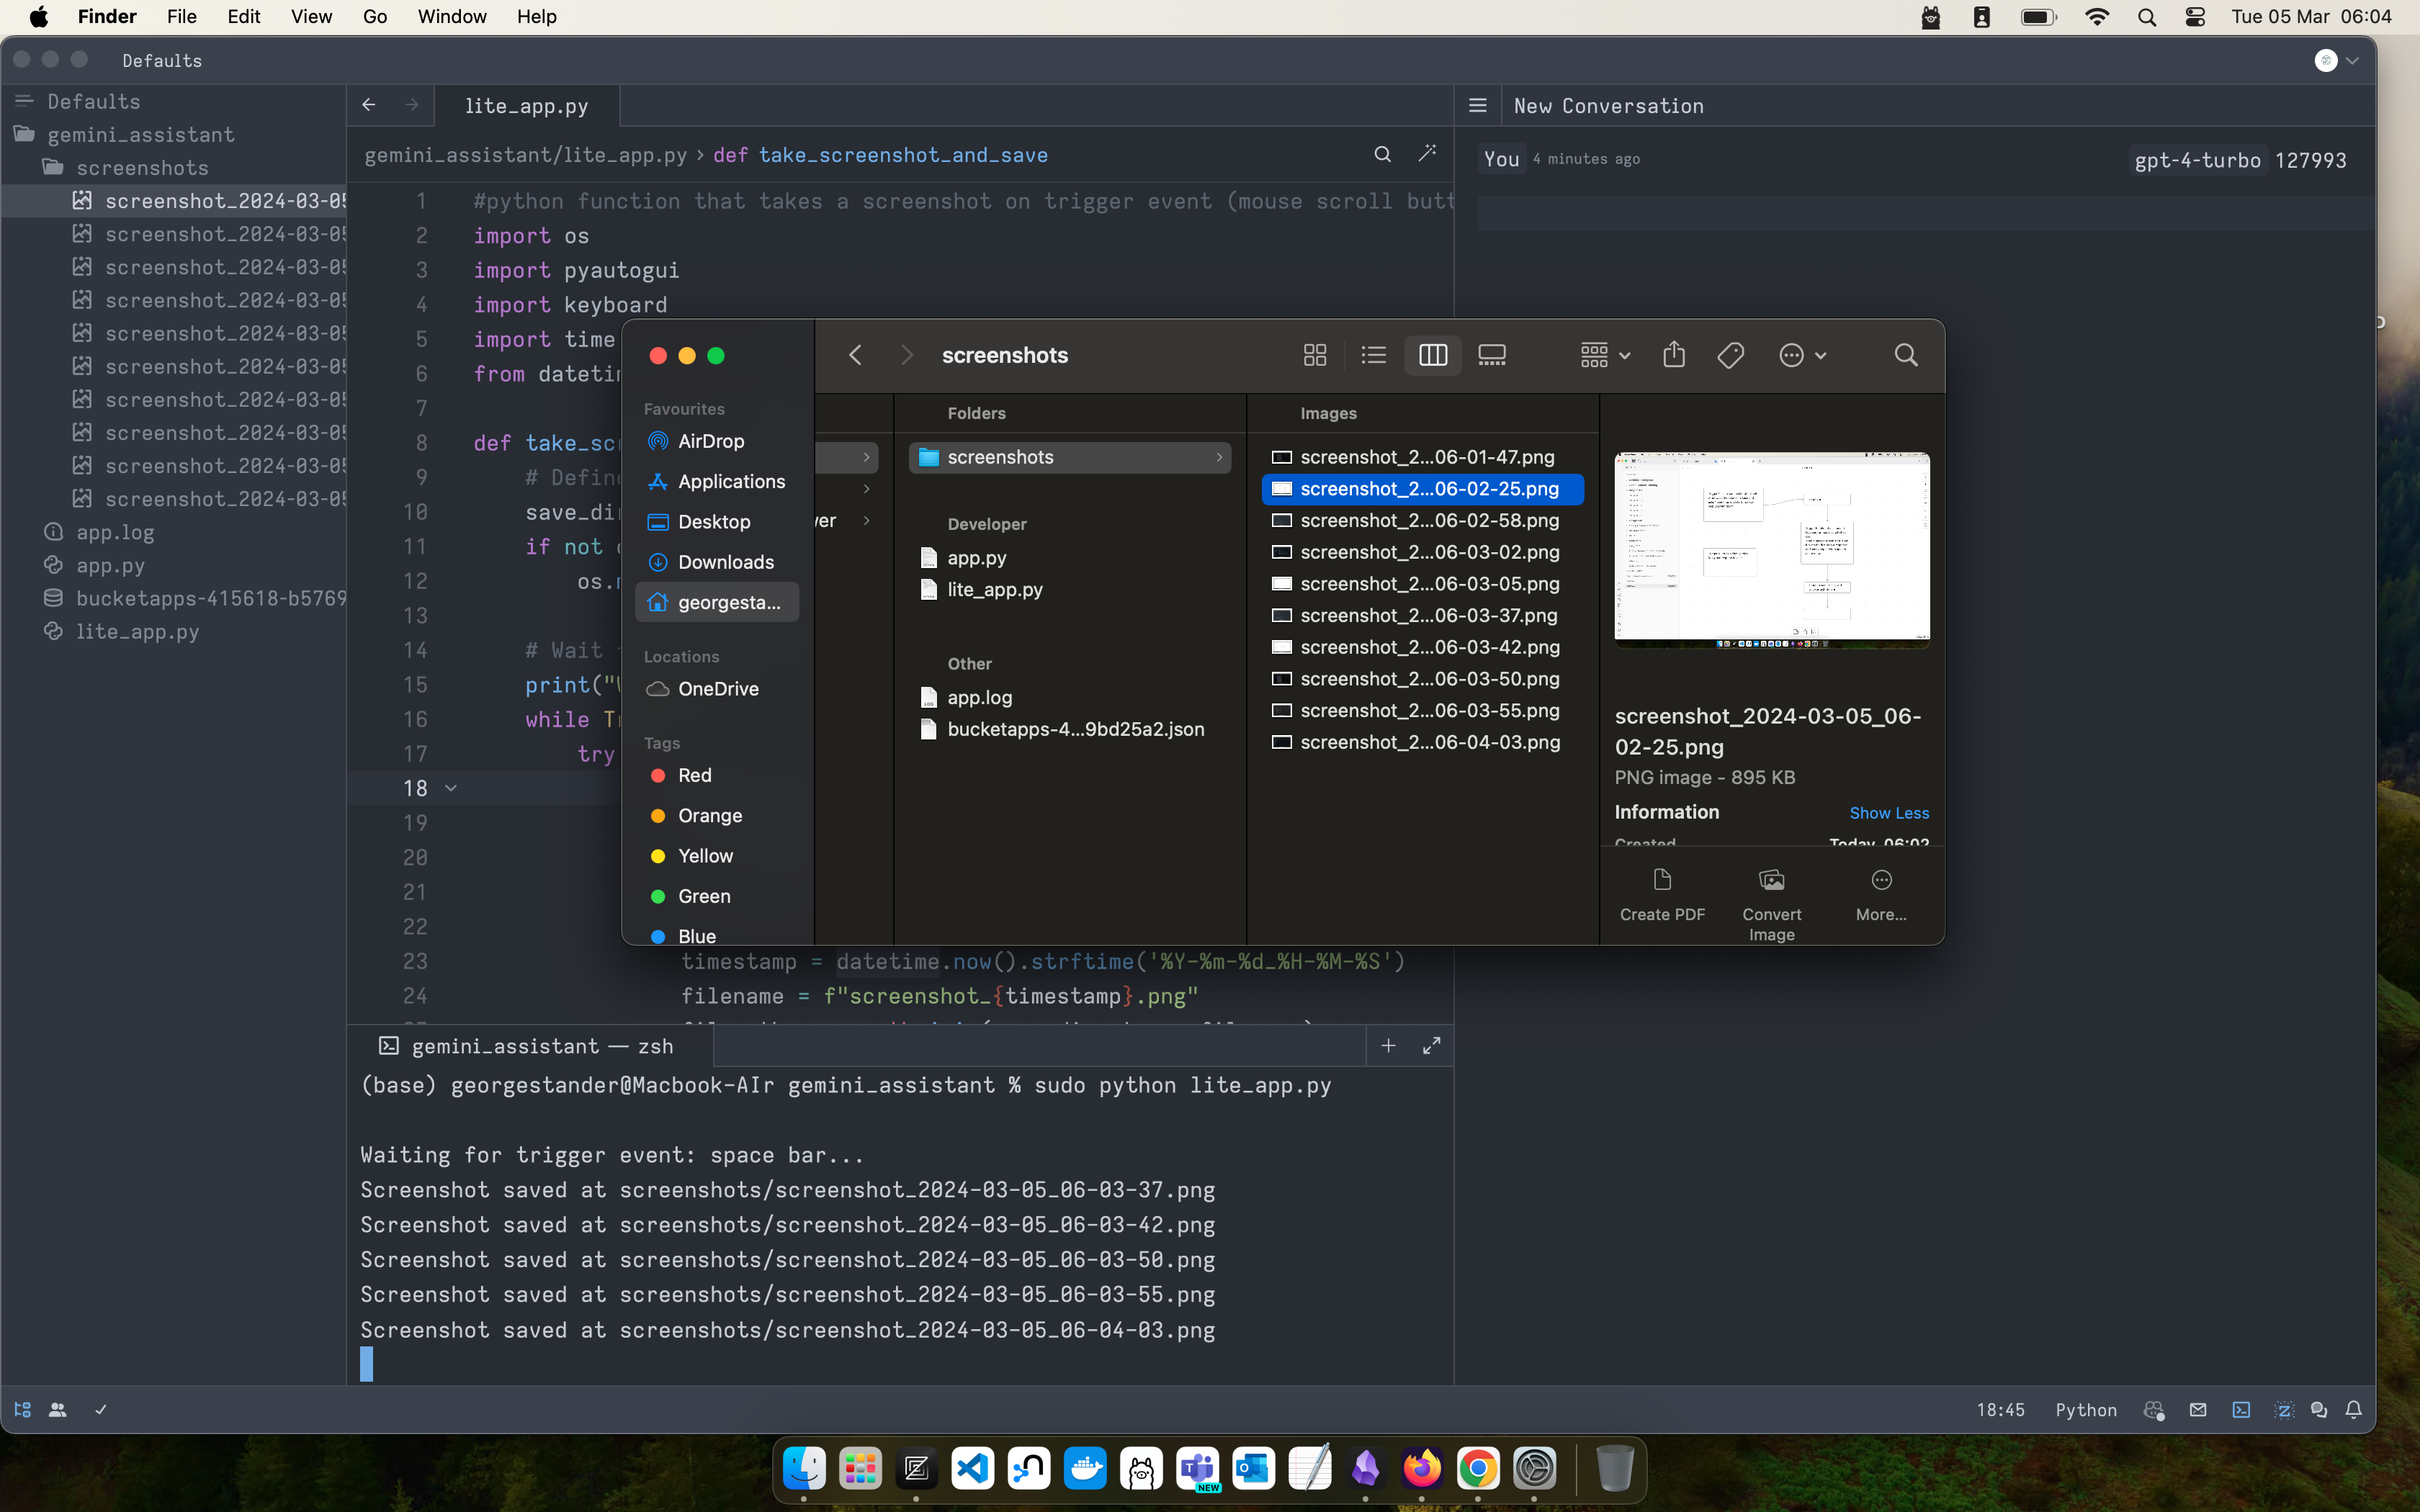 Finder File Edit View Go Window Help
Tue 05 Mar 06:04
Defaults
Defaults
gemini_assistant
screenshots
screenshot_2024-03-05
screenshot_2024-03-05
screenshot_2024-03-05
screenshot_2024-03-05
screenshot_2024-03-05
screenshot_2024-03-05
screenshot_2024-03-05
screenshot_2024-03-05
screenshot_2024-03-05
screenshot_2024-03-05
app.log
app.py
bucketapps-415618-b5769
lite_app.py
lite_app.py
gemini_assistant/lite_app.py › def take_screenshot_and_save
1 #python function that takes a screenshot on trigger event (mouse scroll butt
2 import os
3 import pyautogui
4 import keyboard
5 import time
6 from datetim
7
8 def take_scr
9 # Define
10 save_dir
11 if not
12 os.m
13
14 # Wait
15 print("W
16 while Tr
17 try
18
19
20
21
22
23 timestamp = datetime.now().strftime('%Y-%m-%d_%H-%M-%S')
24 filename = f"screenshot_{timestamp}.png"
New Conversation
You 4 minutes ago
gpt-4-turbo 127993
screenshots
Favourites
AirDrop
Applications
Desktop
Downloads
georgesta...
Locations
OneDrive
Tags
Red
Orange
Yellow
Green
Blue
ver
Folders
screenshots
Developer
app.py
lite_app.py
Other
app.log
bucketapps-4...9bd25a2.json
Images
screenshot_2...06-01-47.png
screenshot_2...06-02-25.png
screenshot_2...06-02-58.png
screenshot_2...06-03-02.png
screenshot_2...06-03-05.png
screenshot_2...06-03-37.png
screenshot_2...06-03-42.png
screenshot_2...06-03-50.png
screenshot_2...06-03-55.png
screenshot_2...06-04-03.png
screenshot_2024-03-05_06-
02-25.png
PNG image - 895 KB
Information Show Less
Created Today, 06:02
Create PDF
Convert
Image
More...
gemini_assistant — zsh
(base) georgestander@Macbook-AIr gemini_assistant % sudo python lite_app.py
Waiting for trigger event: space bar...
Screenshot saved at screenshots/screenshot_2024-03-05_06-03-37.png
Screenshot saved at screenshots/screenshot_2024-03-05_06-03-42.png
Screenshot saved at screenshots/screenshot_2024-03-05_06-03-50.png
Screenshot saved at screenshots/screenshot_2024-03-05_06-03-55.png
Screenshot saved at screenshots/screenshot_2024-03-05_06-04-03.png
18:45 Python
NEW